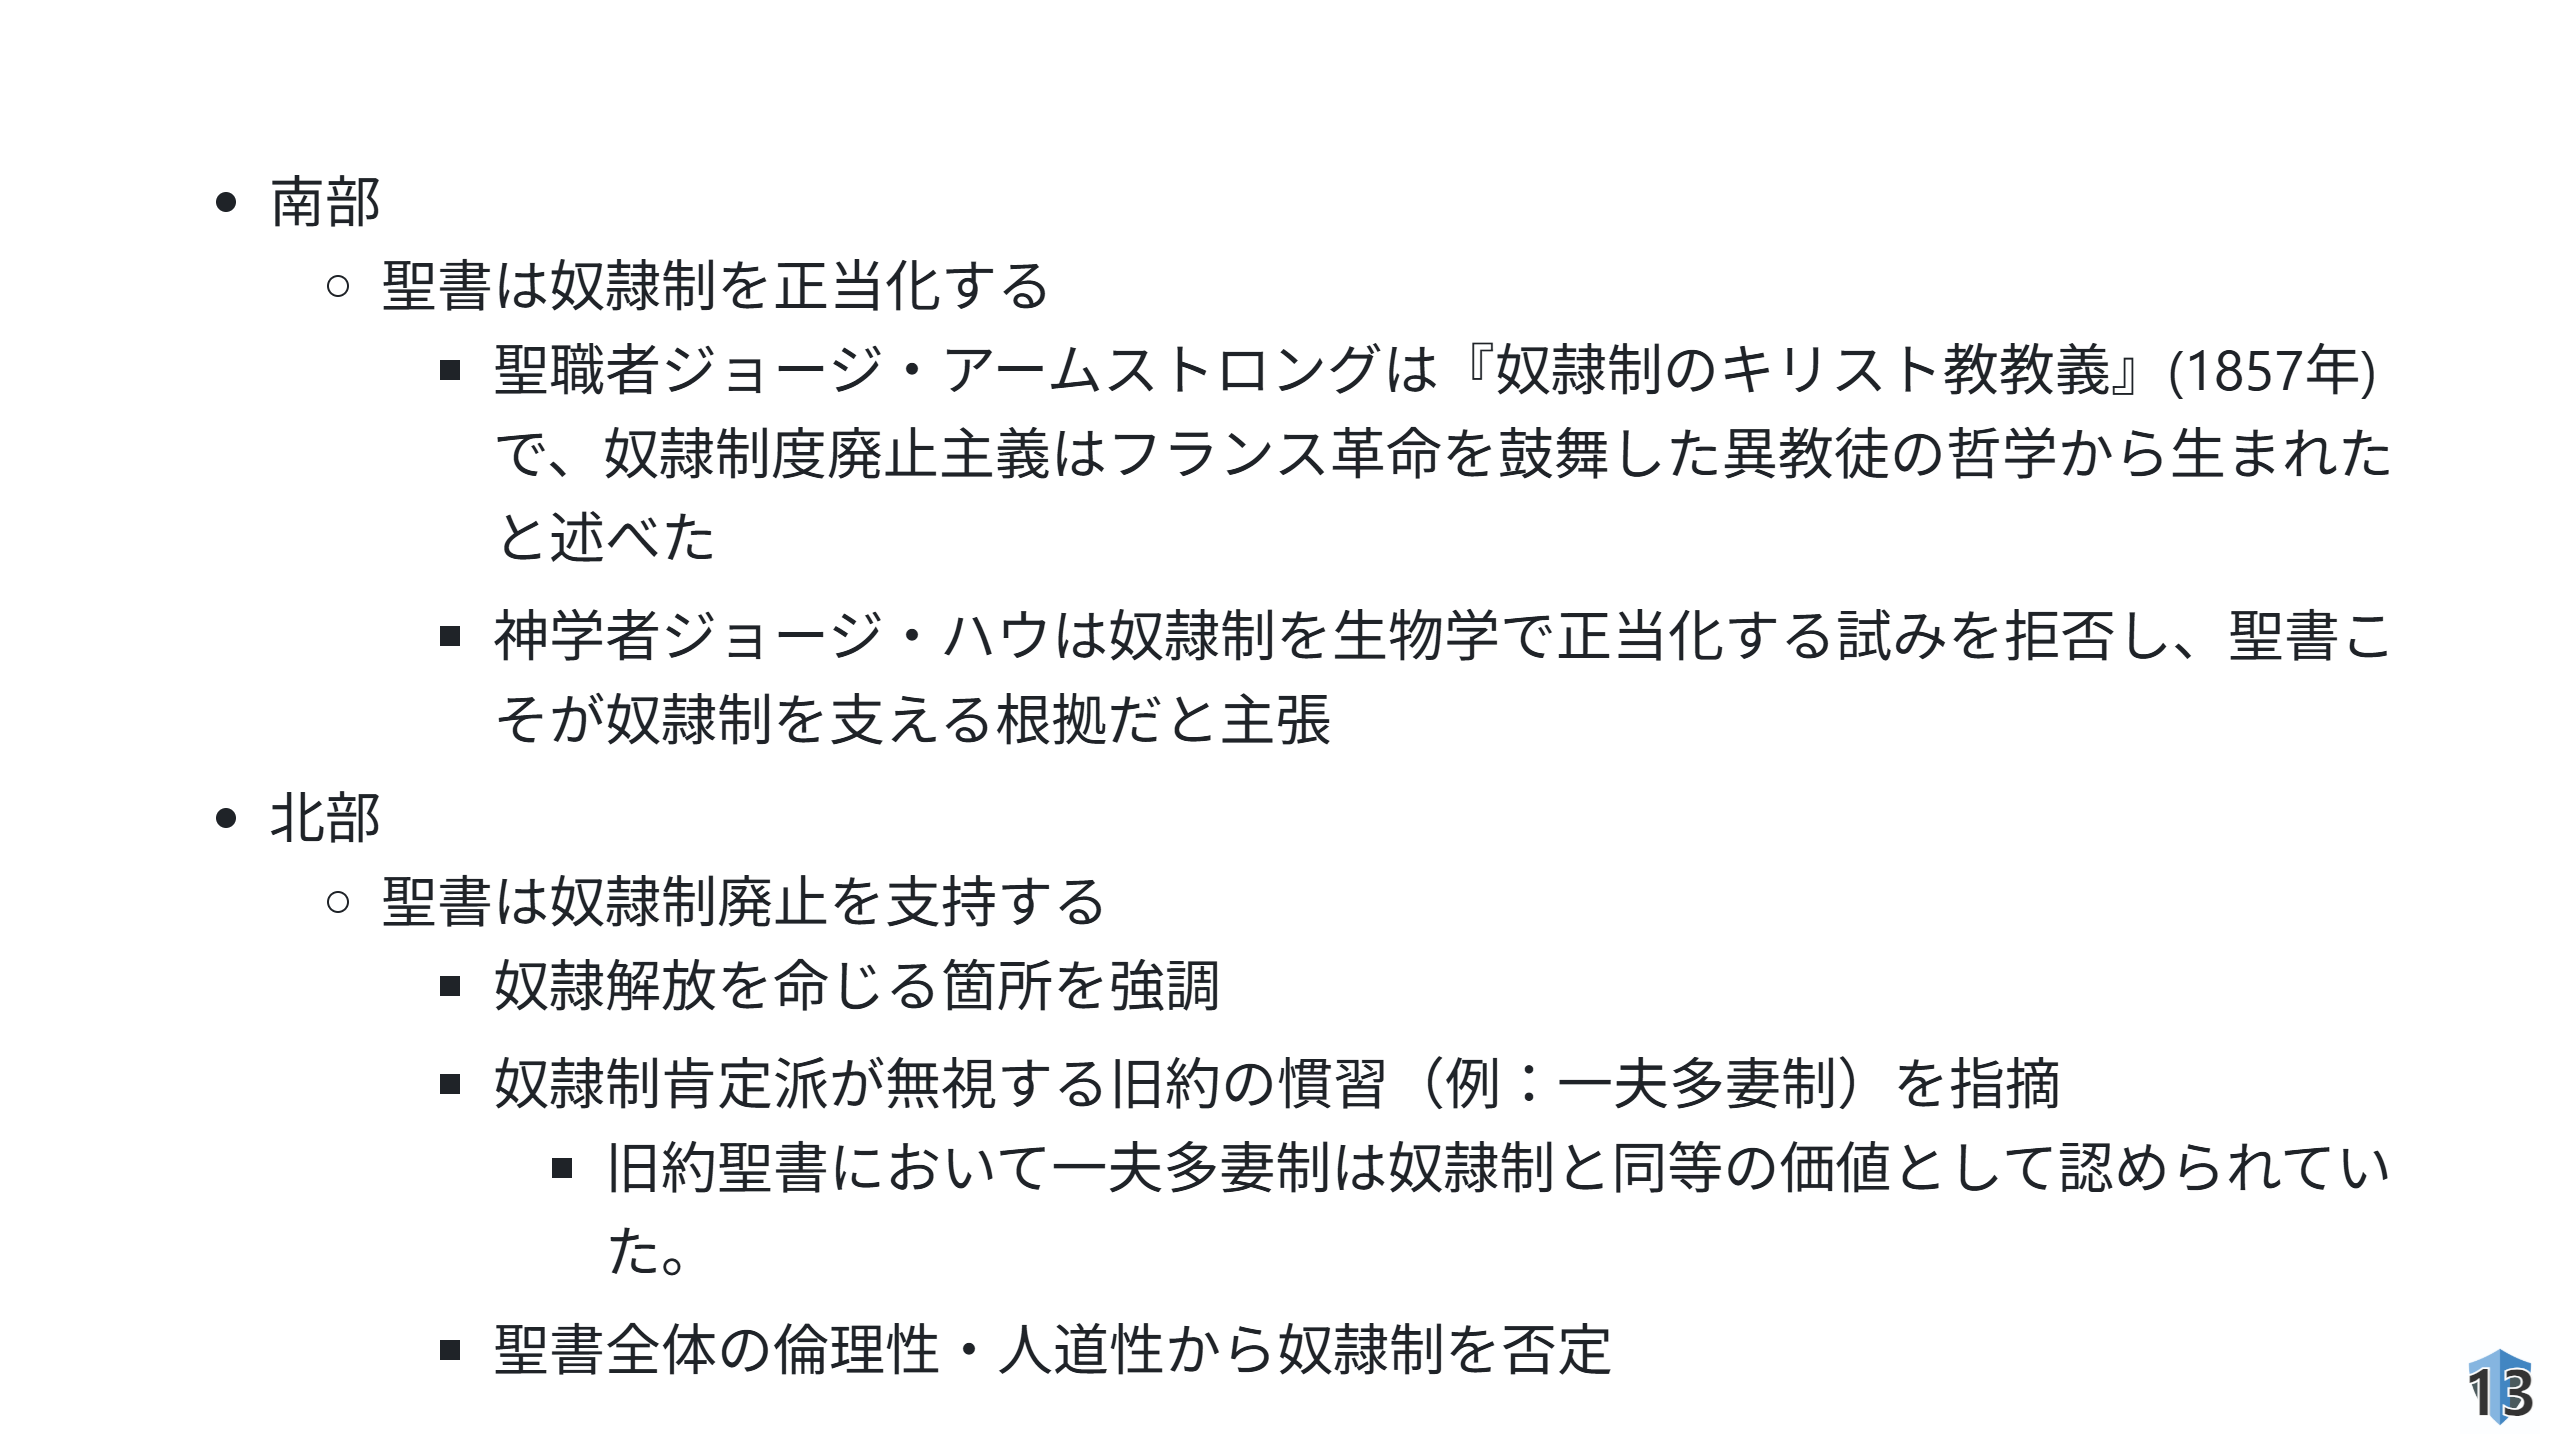 南部
聖書は奴隷制を正当化する
聖職者ジョージ・アームストロングは『奴隷制のキリスト教教義』(1857年)
で、奴隷制度廃止主義はフランス革命を鼓舞した異教徒の哲学から生まれた
と述べた
神学者ジョージ・ハウは奴隷制を生物学で正当化する試みを拒否し、聖書こ
そが奴隷制を支える根拠だと主張
北部
聖書は奴隷制廃止を支持する
奴隷解放を命じる箇所を強調
奴隷制肯定派が無視する旧約の慣習（例：一夫多妻制）を指摘
旧約聖書において一夫多妻制は奴隷制と同等の価値として認められてい
た。
聖書全体の倫理性・人道性から奴隷制を否定
13